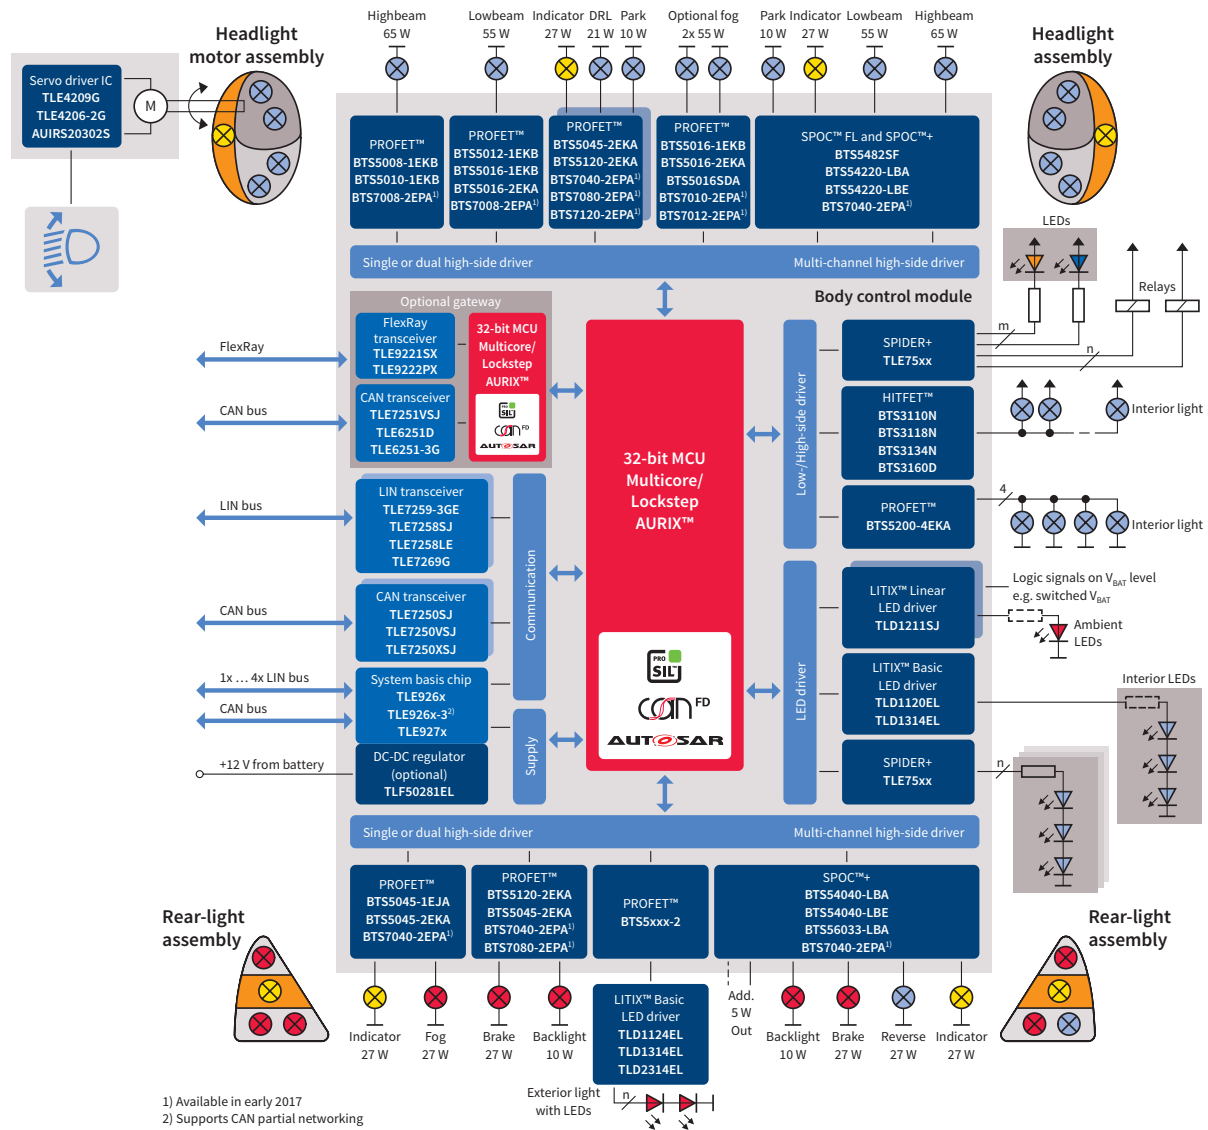 Highbeam
65 W
Lowbeam
55 W
Indicator
27 W
DRL
21 W
Park
10 W
Optional fog
2x 55 W
Park
10 W
Indicator
27 W
Lowbeam
55 W
Highbeam
65 W
Headlight
motor assembly
Headlight
assembly
Servo driver IC
TLE4209G
TLE4206-2G
AUIRS20302S
M
PROFET™
BTS5008-1EKB
BTS5010-1EKB
BTS7008-2EPA1)
PROFET™
BTS5012-1EKB
BTS5016-1EKB
BTS5016-2EKA
BTS7008-2EPA1)
PROFET™
BTS5045-2EKA
BTS5120-2EKA
BTS7040-2EPA1)
BTS7080-2EPA1)
BTS7120-2EPA1)
PROFET™
BTS5016-1EKB
BTS5016-2EKA
BTS5016SDA
BTS7010-2EPA1)
BTS7012-2EPA1)
SPOC™ FL and SPOC™+
BTS5482SF
BTS54220-LBA
BTS54220-LBE
BTS7040-2EPA1)
Single or dual high-side driver
Multi-channel high-side driver
Body control module
Optional gateway
FlexRay
transceiver
TLE9221SX
TLE9222PX
CAN transceiver
TLE7251VSJ
TLE6251D
TLE6251-3G
32-bit MCU
Multicore/
Lockstep
AURIX™
PRO
SIL™
CAN FD
AUTOSAR
FlexRay
CAN bus
LIN bus
CAN bus
1x … 4x LIN bus
CAN bus
+12 V from battery
LIN transceiver
TLE7259-3GE
TLE7258SJ
TLE7258LE
TLE7269G
CAN transceiver
TLE7250SJ
TLE7250VSJ
TLE7250XSJ
System basis chip
TLE926x
TLE926x-32)
TLE927x
DC-DC regulator
(optional)
TLF50281EL
Communication
Supply
32-bit MCU
Multicore/
Lockstep
AURIX™
PRO
SIL™
CAN FD
AUTOSAR
Low-/High-side driver
LED driver
SPIDER+
TLE75xx
HITFET™
BTS3110N
BTS3118N
BTS3134N
BTS3160D
PROFET™
BTS5200-4EKA
LITIX™ Linear
LED driver
TLD1211SJ
LITIX™ Basic
LED driver
TLD1120EL
TLD1314EL
SPIDER+
TLE75xx
LEDs
Relays
m
n
Interior light
4
Interior light
Logic signals on VBAT level
e.g. switched VBAT
Ambient
LEDs
Interior LEDs
n
Single or dual high-side driver
Multi-channel high-side driver
PROFET™
BTS5045-1EJA
BTS5045-2EKA
BTS7040-2EPA1)
PROFET™
BTS5120-2EKA
BTS5045-2EKA
BTS7040-2EPA1)
BTS7080-2EPA1)
PROFET™
BTS5xxx-2
SPOC™+
BTS54040-LBA
BTS54040-LBE
BTS56033-LBA
BTS7040-2EPA1)
Rear-light
assembly
Rear-light
assembly
Indicator
27 W
Fog
27 W
Brake
27 W
Backlight
10 W
LITIX™ Basic
LED driver
TLD1124EL
TLD1314EL
TLD2314EL
Add.
5 W
Out
Backlight
10 W
Brake
27 W
Reverse
27 W
Indicator
27 W
Exterior light
with LEDs
n
1) Available in early 2017
2) Supports CAN partial networking